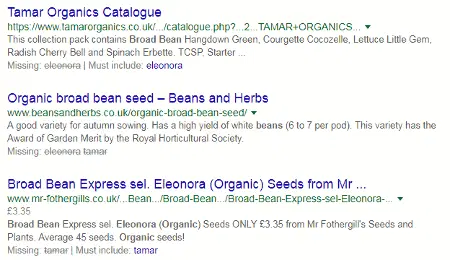 Tamar Organics Catalogue
https://www.tamarorganics.co.uk/.../catalogue.php?...2...TAMAR+ORGANICS...
This collection pack contains Broad Bean Hangdown Green, Courgette Cocozelle, Lettuce Little Gem,
Radish Cherry Bell and Spinach Erbette. TCSP, Starter ...
Missing: eleonora | Must include: eleonora
Organic broad bean seed – Beans and Herbs
www.beansandherbs.co.uk/organic-broad-bean-seed/
A good variety for autumn sowing. Has a high yield of white beans (6 to 7 per pod). This variety has the
Award of Garden Merit by the Royal Horticultural Society.
Missing: eleonora tamar
Broad Bean Express sel. Eleonora (Organic) Seeds from Mr ...
www.mr-fothergills.co.uk/...Bean.../Broad-Bean.../Broad-Bean-Express-sel-Eleonora-...
£3.35
Broad Bean Express sel. Eleonora (Organic) Seeds ONLY £3.35 from Mr Fothergill's Seeds and
Plants. Average 45 seeds. Organic seeds!
Missing: tamar | Must include: tamar